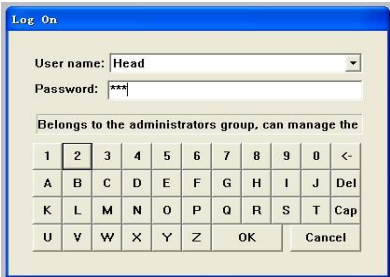 Log On
User name: Head
Password: ***
Belongs to the administrators group, can manage the
1 2 3 4 5 6 7 8 9 0 <-
A B C D E F G H I J Del
K L M N O P Q R S T Cap
U V W X Y Z OK Cancel